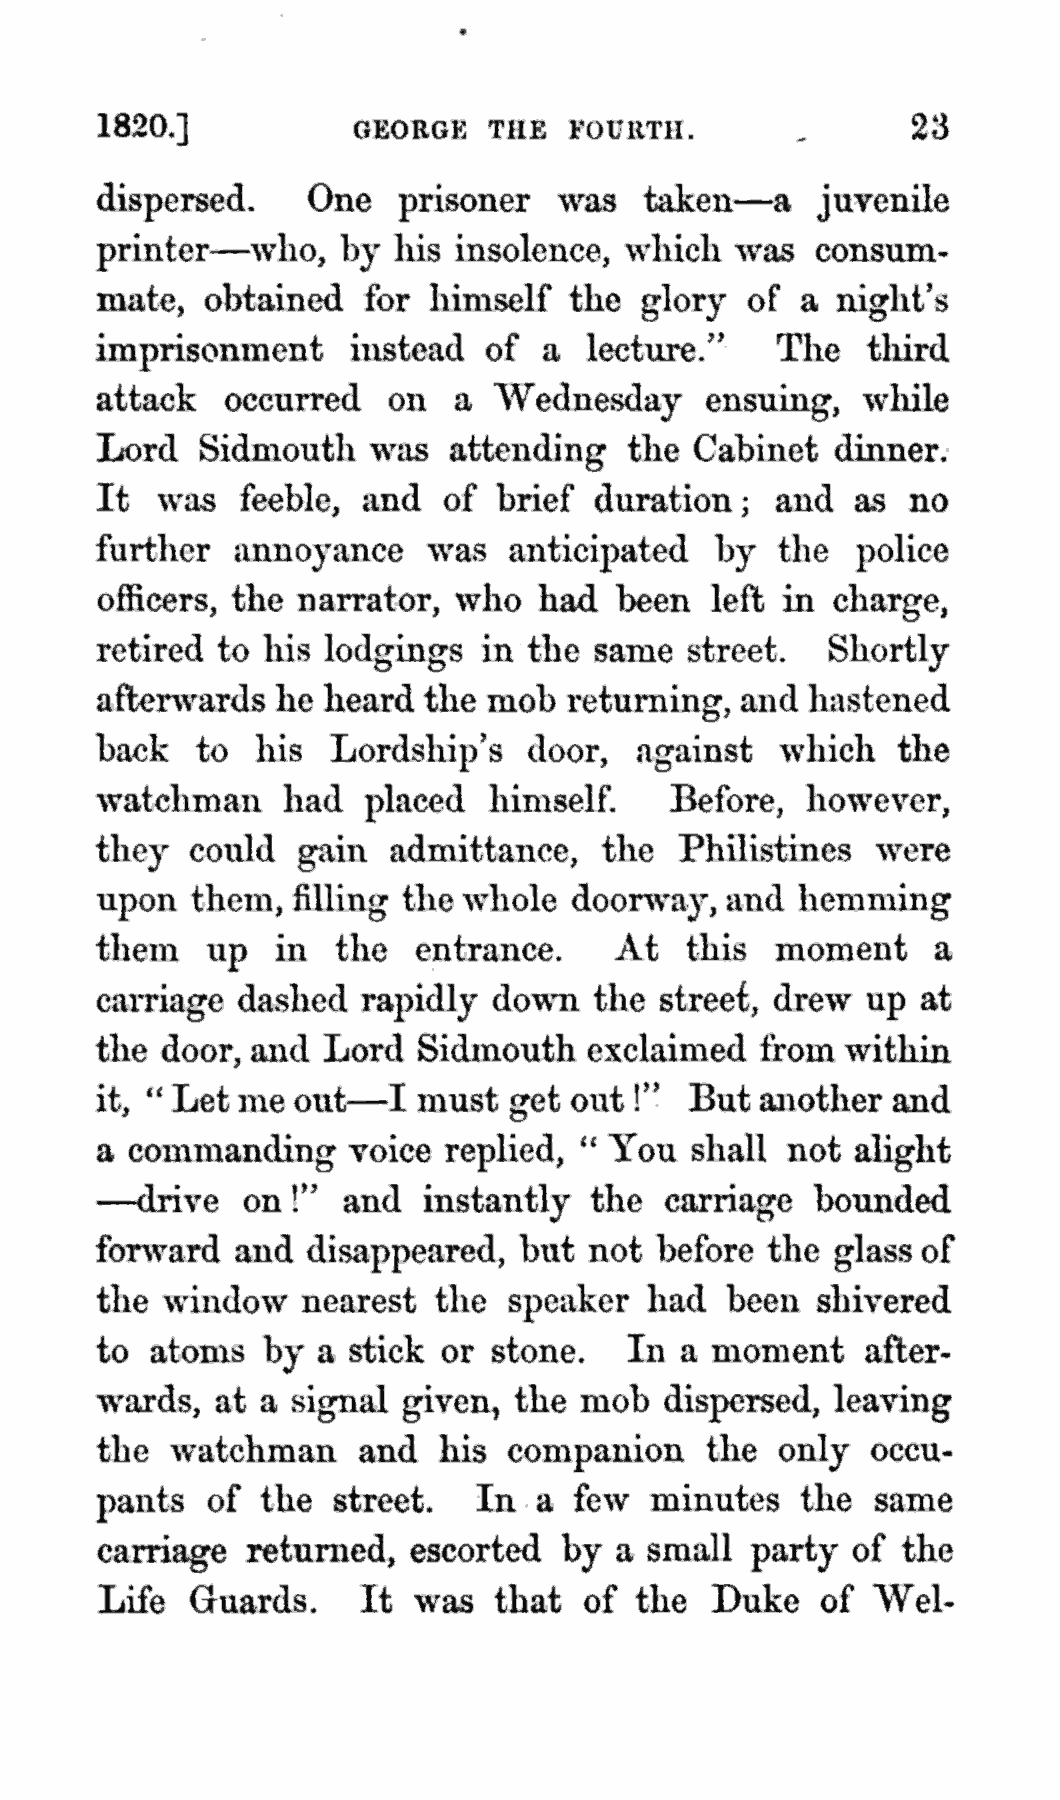 1820.] GEORGE THE FOURTH. 23
dispersed. One prisoner was taken—a juvenile
printer—who, by his insolence, which was consum-
mate, obtained for himself the glory of a night's
imprisonment instead of a lecture." The third
attack occurred on a Wednesday ensuing, while
Lord Sidmouth was attending the Cabinet dinner.
It was feeble, and of brief duration; and as no
further annoyance was anticipated by the police
officers, the narrator, who had been left in charge,
retired to his lodgings in the same street. Shortly
afterwards he heard the mob returning, and hastened
back to his Lordship's door, against which the
watchman had placed himself. Before, however,
they could gain admittance, the Philistines were
upon them, filling the whole doorway, and hemming
them up in the entrance. At this moment a
carriage dashed rapidly down the street, drew up at
the door, and Lord Sidmouth exclaimed from within
it, "Let me out—I must get out!" But another and
a commanding voice replied, "You shall not alight
—drive on!" and instantly the carriage bounded
forward and disappeared, but not before the glass of
the window nearest the speaker had been shivered
to atoms by a stick or stone. In a moment after-
wards, at a signal given, the mob dispersed, leaving
the watchman and his companion the only occu-
pants of the street. In a few minutes the same
carriage returned, escorted by a small party of the
Life Guards. It was that of the Duke of Wel-